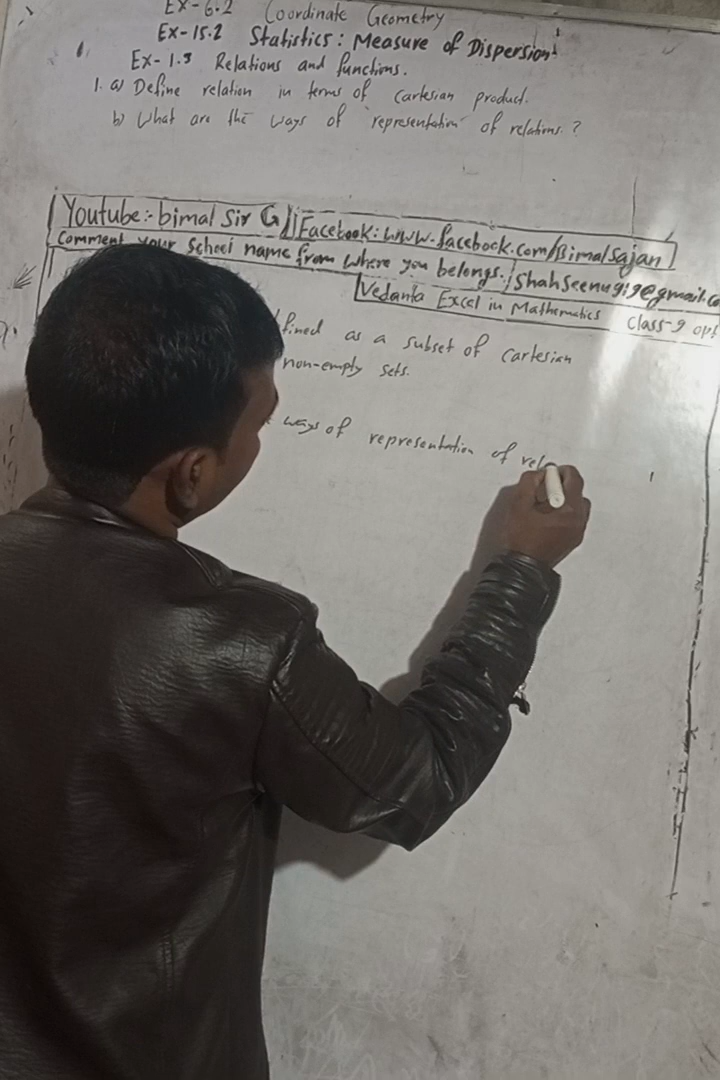 Ex-6.2 Coordinate Geometry
Ex-15.2 Statistics: Measure of Dispersion
Ex-1.3 Relations and functions.
1. a) Define relation in terms of Cartesian product.
b) What are the ways of representation of relations.?
Youtube:- bimal Sir G
Facebook: www.facebook.com/Bimalsajan
Comment your School name from where you belongs.
Vedanta Excel in Mathematics Class-9 opt
fined as a subset of Cartesian
non-empty sets.
ways of representation of rel